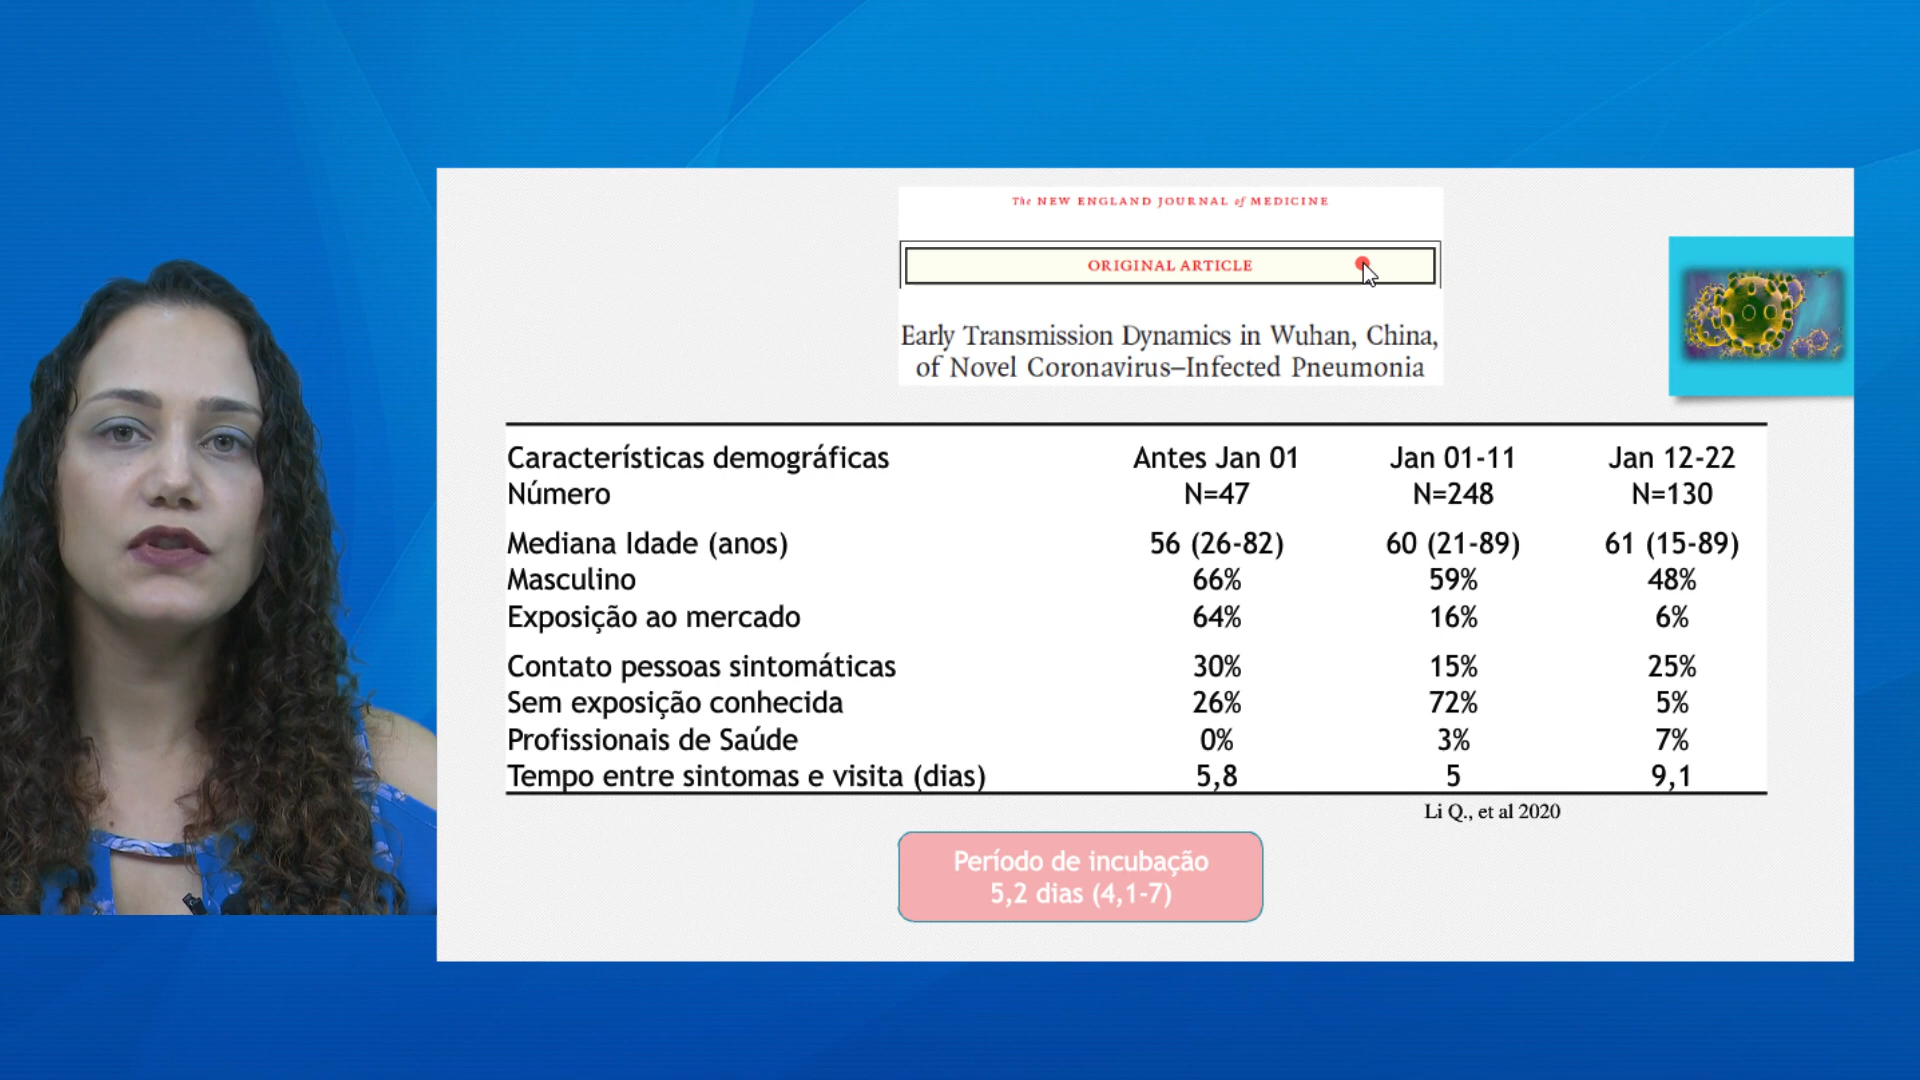 The NEW ENGLAND JOURNAL of MEDICINE
ORIGINAL ARTICLE
Early Transmission Dynamics in Wuhan, China,
of Novel Coronavirus–Infected Pneumonia
Características demográficas Antes Jan 01 Jan 01-11 Jan 12-22
Número N=47 N=248 N=130
Mediana Idade (anos) 56 (26-82) 60 (21-89) 61 (15-89)
Masculino 66% 59% 48%
Exposição ao mercado 64% 16% 6%
Contato pessoas sintomáticas 30% 15% 25%
Sem exposição conhecida 26% 72% 5%
Profissionais de Saúde 0% 3% 7%
Tempo entre sintomas e visita (dias) 5,8 5 9,1
Li Q., et al 2020
Período de incubação
5,2 dias (4,1-7)